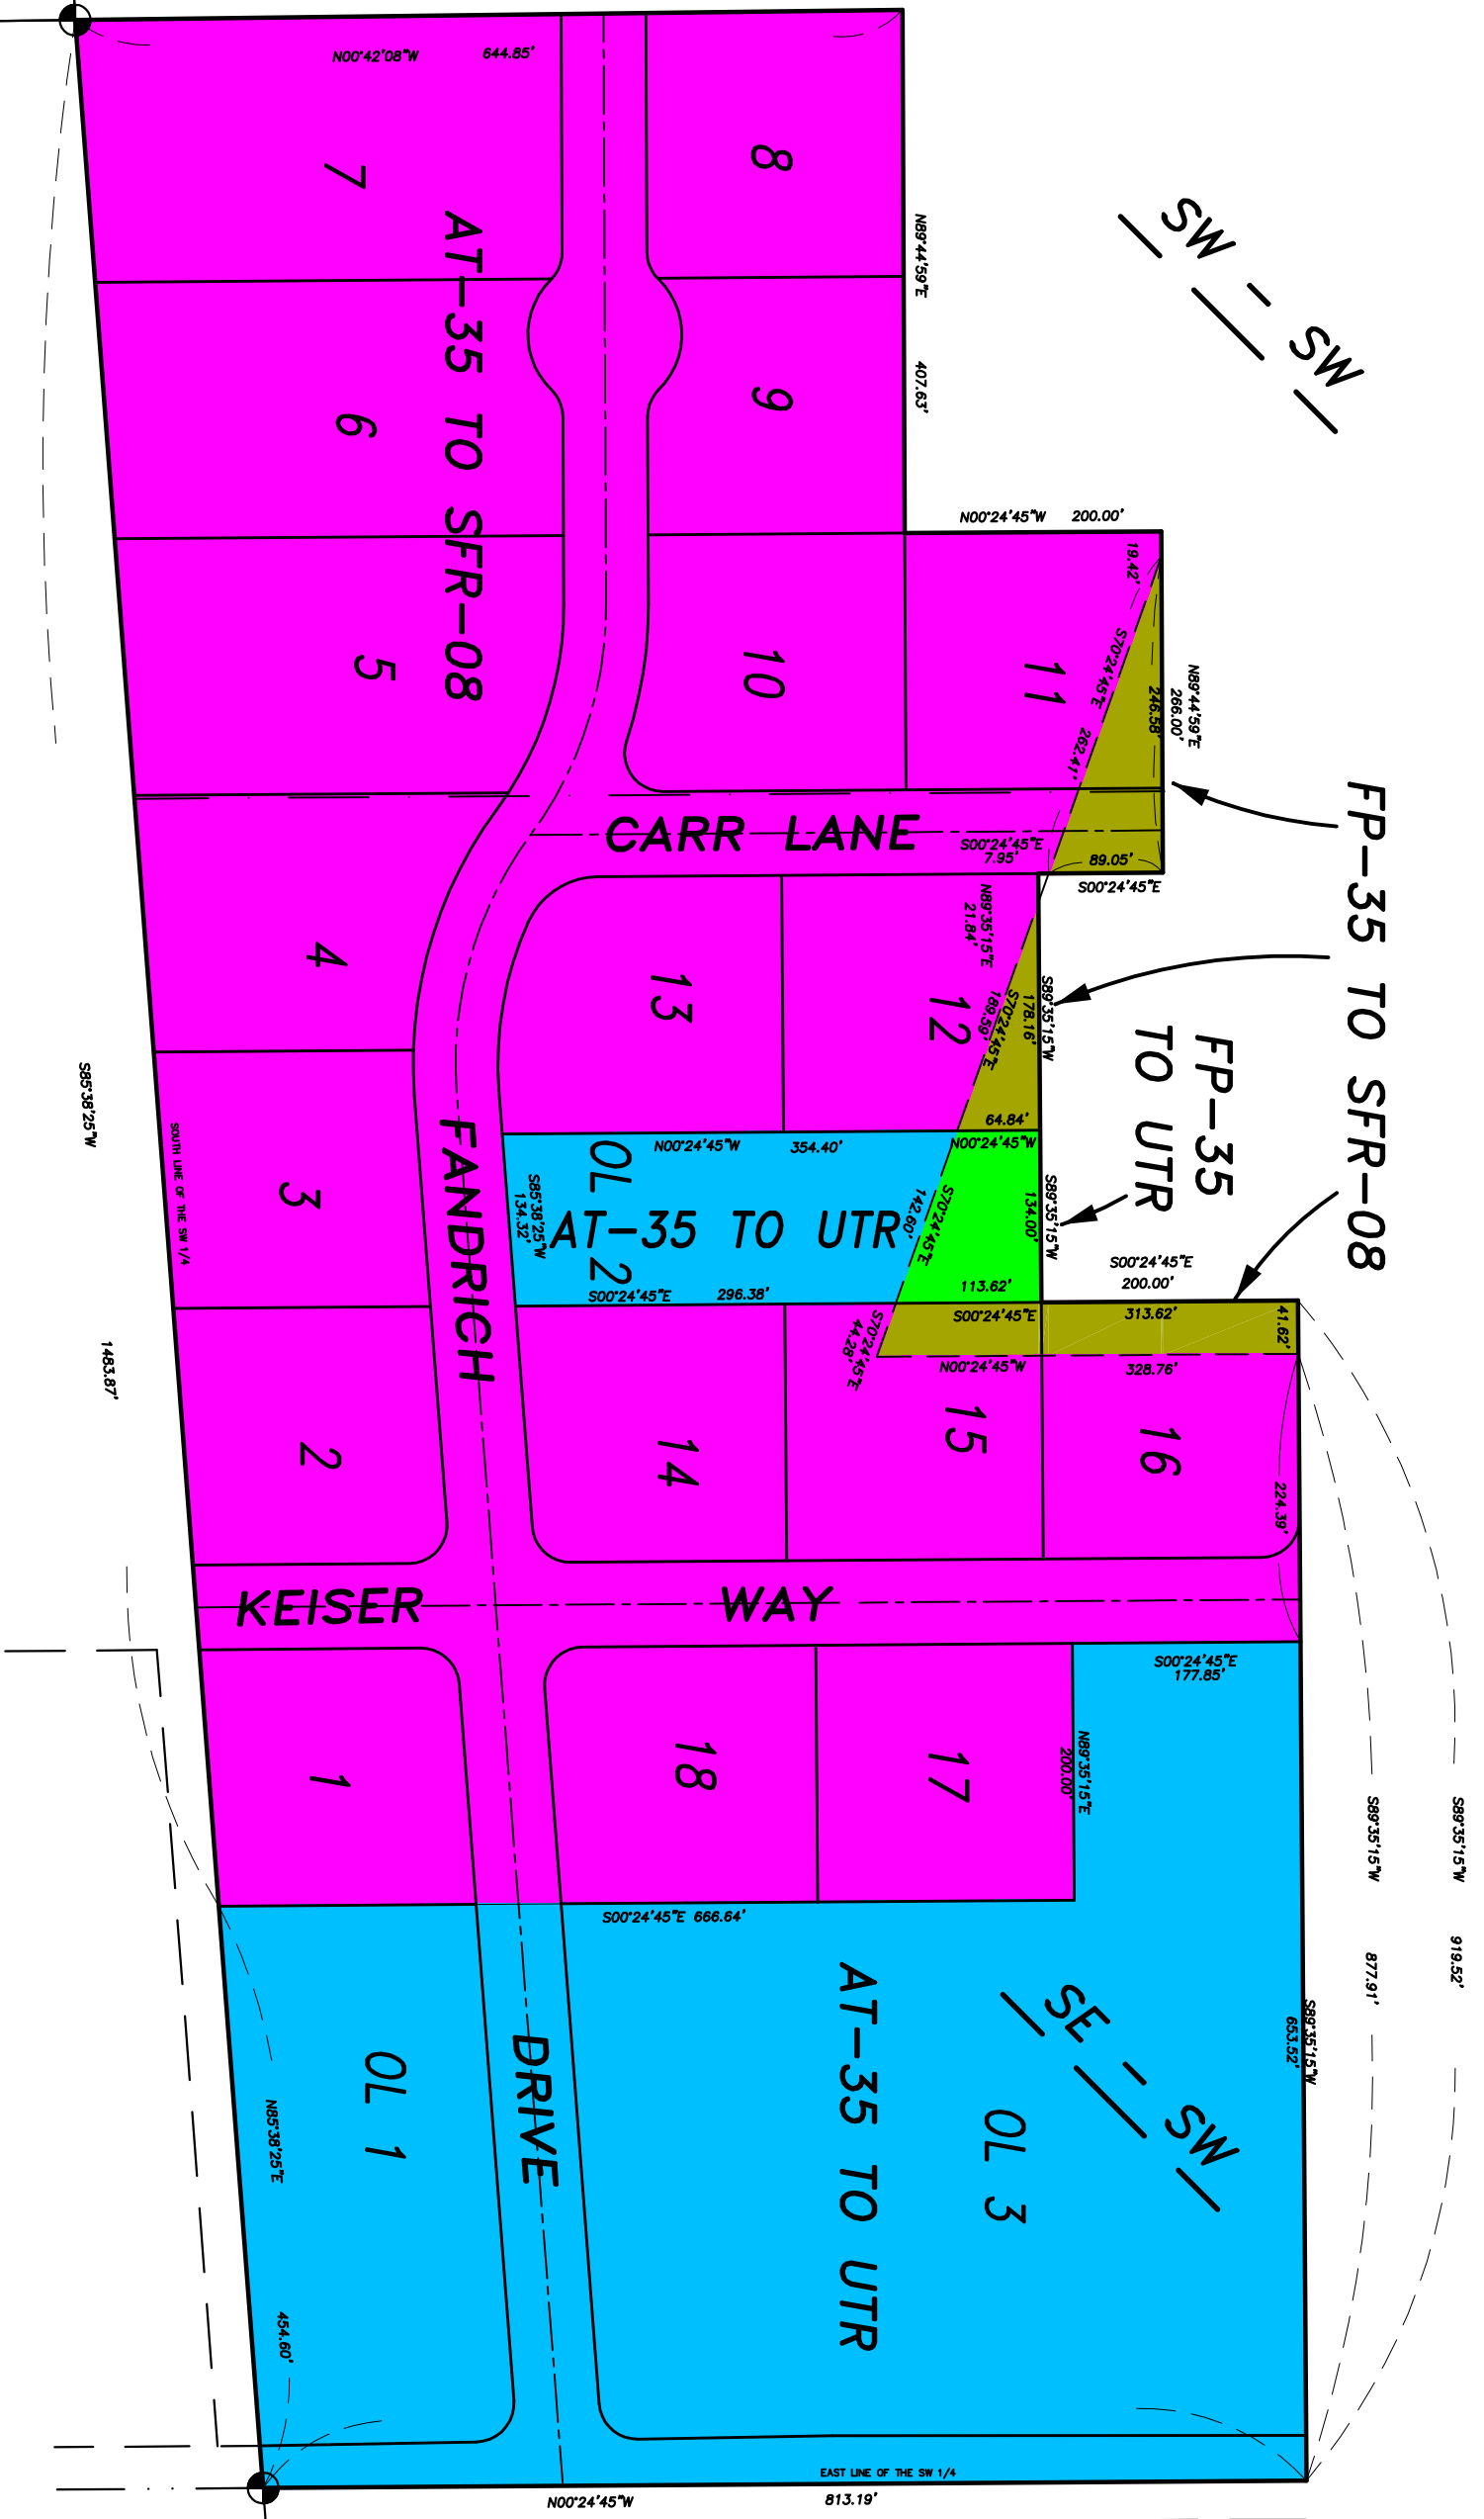 N00°42'08"W 644.85'
7
8
AT-35 TO SFR-08
6
9
5
10
11
N89°44'59"E 407.63'
SW - SW
N00°24'45"W 200.00'
19.42'
S70°24'45"E 262.41'
246.58'
N89°44'59"E
266.00'
FP-35 TO SFR-08
FP-35
TO UTR
CARR LANE
S00°24'45"E
7.95'
89.05'
S00°24'45"E
N89°35'15"E
21.84'
S89°35'15"W
178.16'
S70°24'45"E
189.59'
64.84'
4
13
12
3
SOUTH LINE OF THE SW 1/4
S85°38'25"W
1483.87'
FANDRICH
N00°24'45"W 354.40'
N00°24'45"W
OL 2
AT-35 TO UTR
S85°38'25"W
134.32'
S70°24'45"E
142.60'
S89°35'15"W
134.00'
113.62'
S00°24'45"E 296.38'
S00°24'45"E
200.00'
S00°24'45"E
313.62'
41.62'
S70°24'45"E
44.28'
N00°24'45"W
328.76'
2
14
15
16
224.39'
KEISER WAY
S00°24'45"E
177.85'
N89°35'15"E
200.00'
1
18
17
S00°24'45"E 666.64'
S89°35'15"W 877.91'
S89°35'15"W 919.52'
S89°35'15"W
653.52'
SE - SW
OL 3
AT-35 TO UTR
DRIVE
OL 1
N85°38'25"E
454.60'
EAST LINE OF THE SW 1/4
N00°24'45"W 813.19'